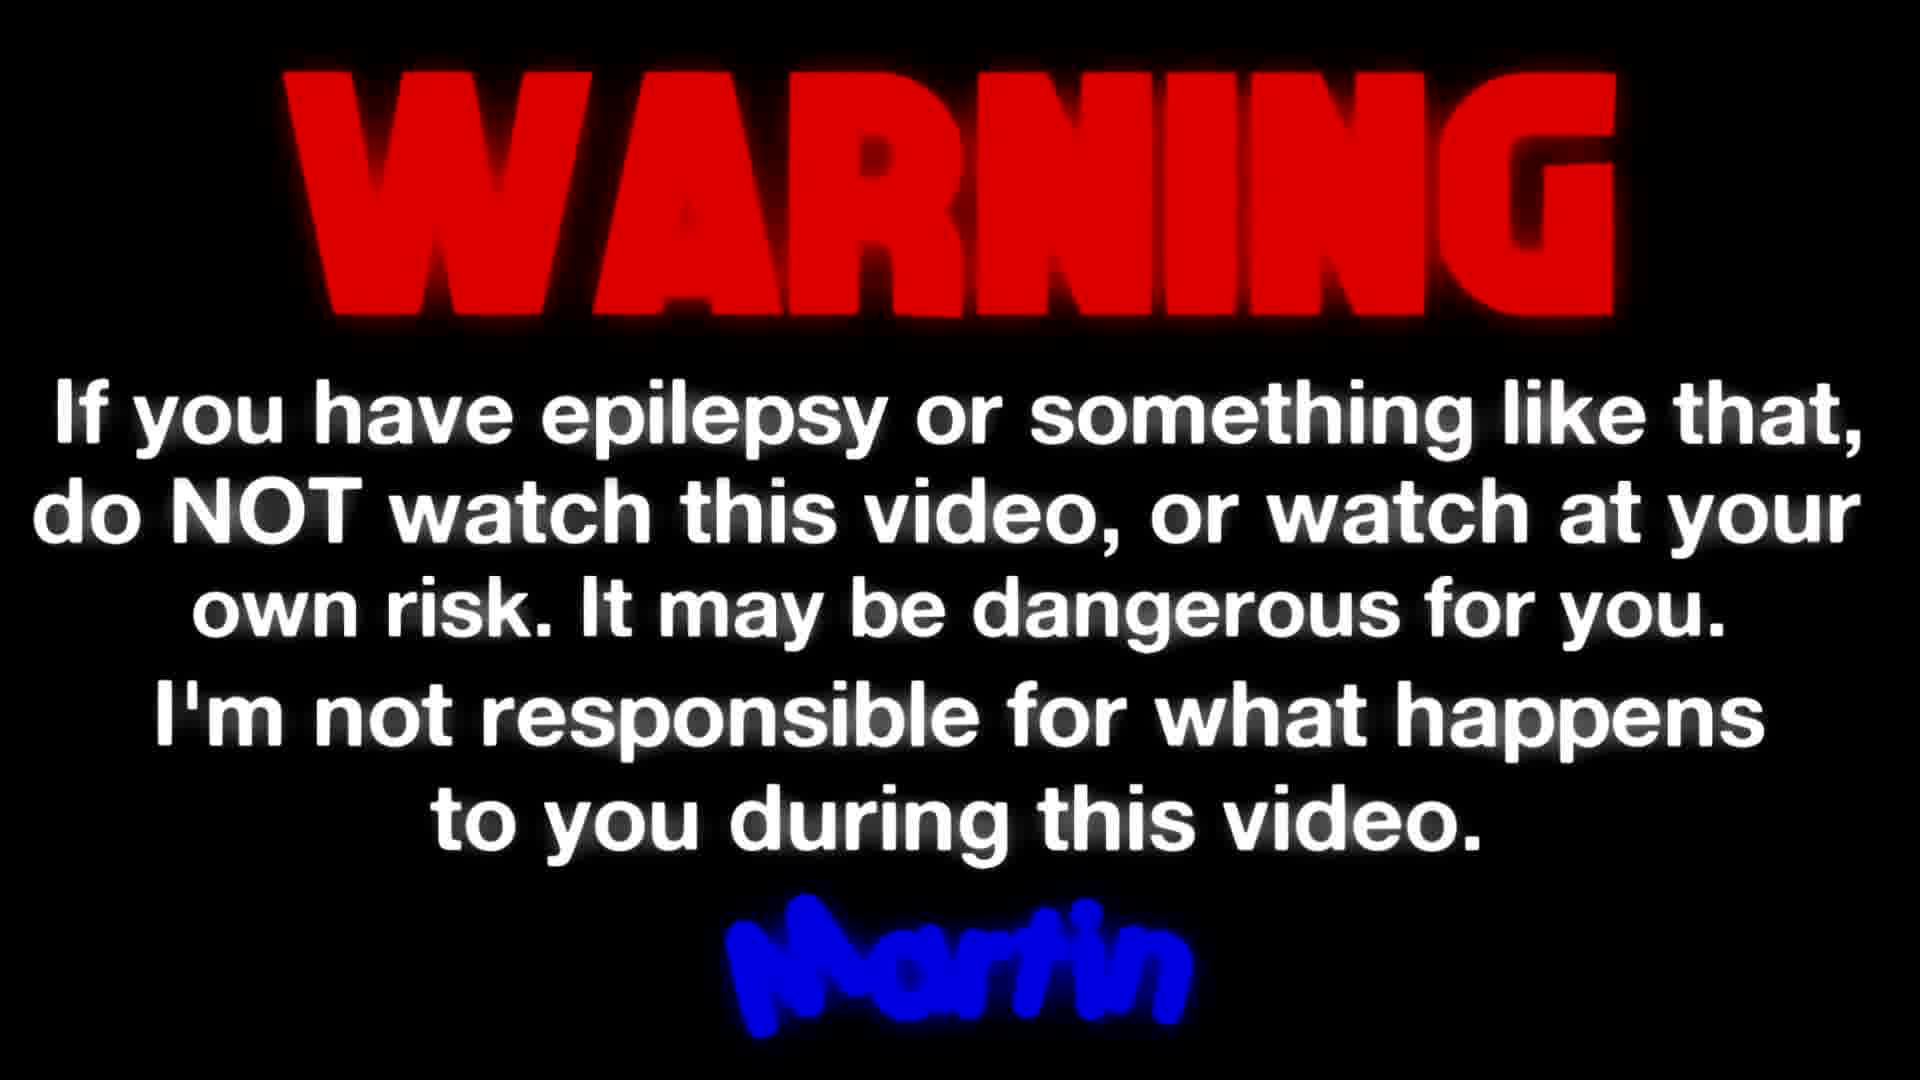 WARNING
If you have epilepsy or something like that,
do NOT watch this video, or watch at your
own risk. It may be dangerous for you.
I'm not responsible for what happens
to you during this video.
Martin